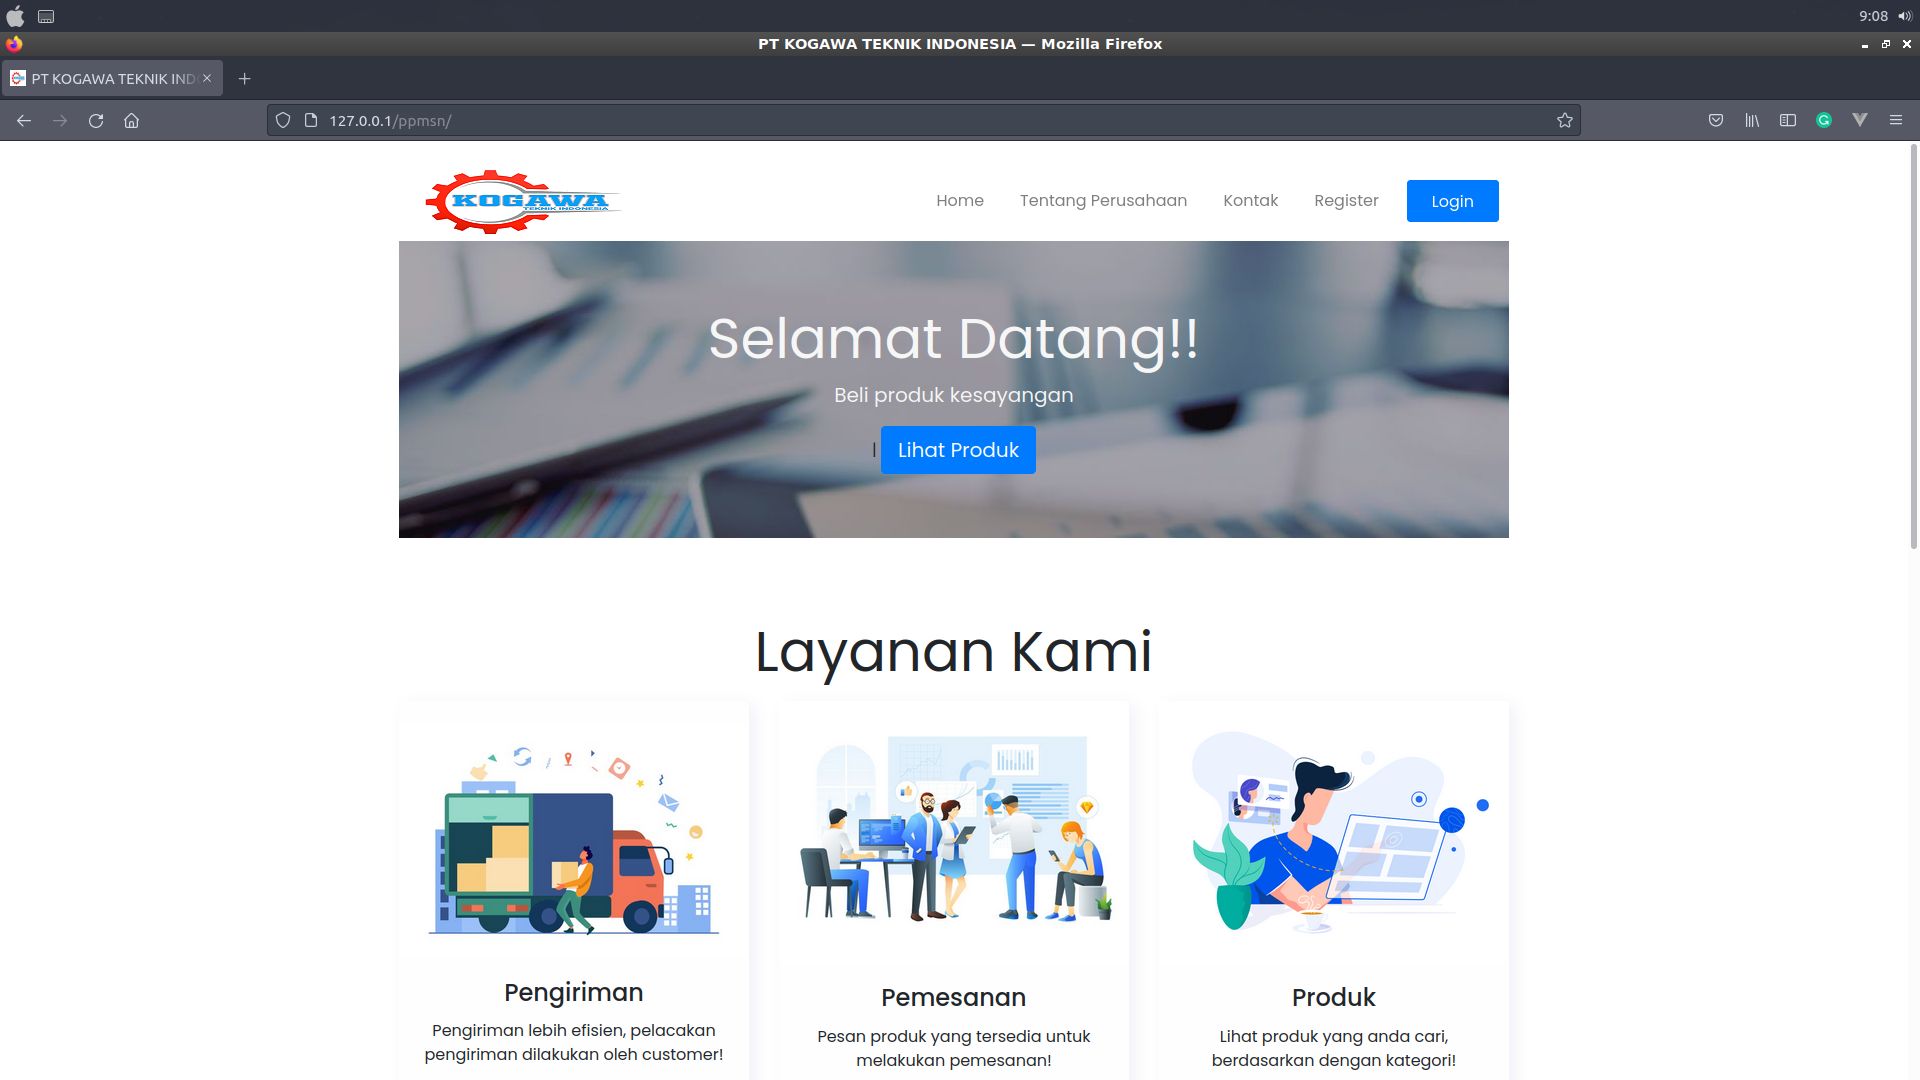 9:08
PT KOGAWA TEKNIK INDONESIA — Mozilla Firefox
PT KOGAWA TEKNIK IND
127.0.0.1/ppmsn/
KOGAWA
TEKNIK INDONESIA
Home Tentang Perusahaan Kontak Register Login
Selamat Datang!!
Beli produk kesayangan
l Lihat Produk
Layanan Kami
Pengiriman
Pengiriman lebih efisien, pelacakan
pengiriman dilakukan oleh customer!
Pemesanan
Pesan produk yang tersedia untuk
melakukan pemesanan!
Produk
Lihat produk yang anda cari,
berdasarkan dengan kategori!